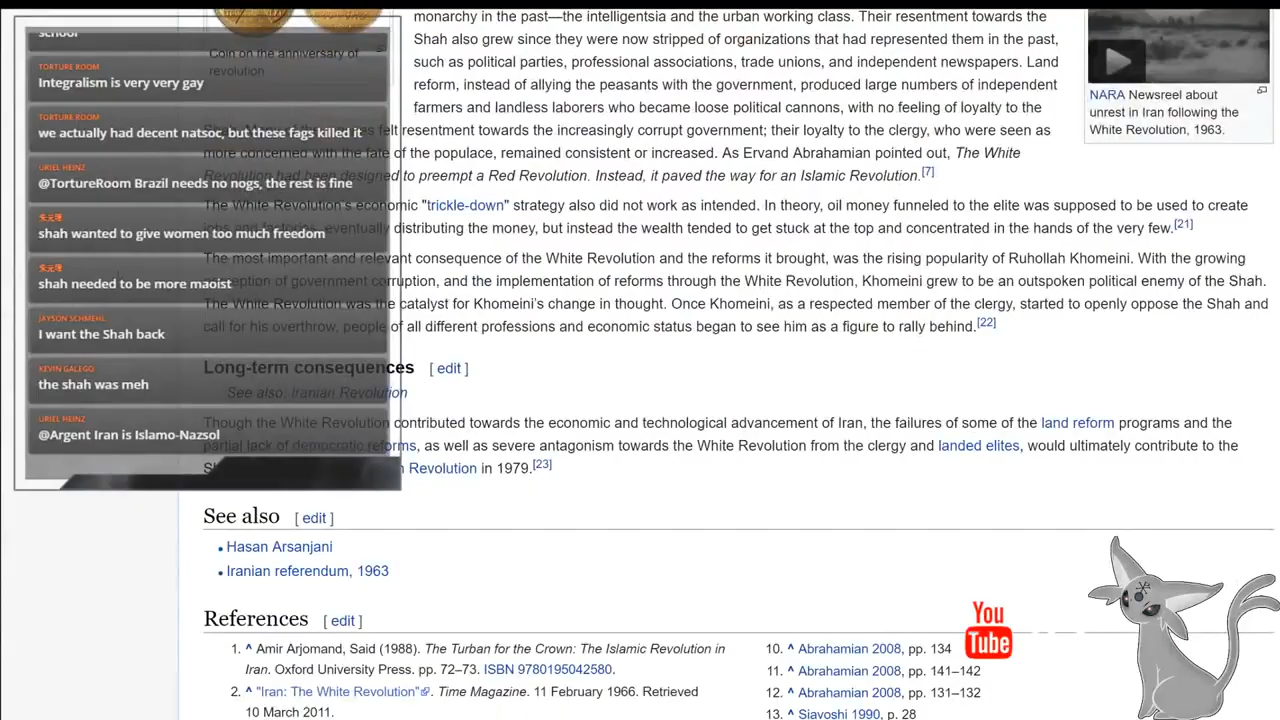 school
TORTURE ROOM
Integralism is very very gay
TORTURE ROOM
we actually had decent natsoc, but these fags killed it
URIEL HEINZ
@TortureRoom Brazil needs no nogs, the rest is fine
朱元璋
shah wanted to give women too much freedom
朱元璋
shah needed to be more maoist
JAYSON SCHMEHL
I want the Shah back
KEVIN GALEGO
the shah was meh
URIEL HEINZ
@Argent Iran is Islamo-Nazsol
Coin on the anniversary of
revolution
monarchy in the past—the intelligentsia and the urban working class. Their resentment towards the
Shah also grew since they were now stripped of organizations that had represented them in the past,
such as political parties, professional associations, trade unions, and independent newspapers. Land
reform, instead of allying the peasants with the government, produced large numbers of independent
farmers and landless laborers who became loose political cannons, with no feeling of loyalty to the
felt resentment towards the increasingly corrupt government; their loyalty to the clergy, who were seen as
more concerned with the fate of the populace, remained consistent or increased. As Ervand Abrahamian pointed out, The White
Revolution had been designed to preempt a Red Revolution. Instead, it paved the way for an Islamic Revolution.[7]
The White Revolution's economic "trickle-down" strategy also did not work as intended. In theory, oil money funneled to the elite was supposed to be used to create
jobs and factories, eventually distributing the money, but instead the wealth tended to get stuck at the top and concentrated in the hands of the very few.[21]
The most important and relevant consequence of the White Revolution and the reforms it brought, was the rising popularity of Ruhollah Khomeini. With the growing
perception of government corruption, and the implementation of reforms through the White Revolution, Khomeini grew to be an outspoken political enemy of the Shah.
The White Revolution was the catalyst for Khomeini's change in thought. Once Khomeini, as a respected member of the clergy, started to openly oppose the Shah and
call for his overthrow, people of all different professions and economic status began to see him as a figure to rally behind.[22]
Long-term consequences [ edit ]
See also: Iranian Revolution
Though the White Revolution contributed towards the economic and technological advancement of Iran, the failures of some of the land reform programs and the
partial lack of democratic reforms, as well as severe antagonism towards the White Revolution from the clergy and landed elites, would ultimately contribute to the
Revolution in 1979.[23]
See also [ edit ]
• Hasan Arsanjani
• Iranian referendum, 1963
References [ edit ]
1. ^ Amir Arjomand, Said (1988). The Turban for the Crown: The Islamic Revolution in
Iran. Oxford University Press. pp. 72–73. ISBN 9780195042580.
2. ^ "Iran: The White Revolution". Time Magazine. 11 February 1966. Retrieved
10 March 2011.
10. ^ Abrahamian 2008, pp. 134
11. ^ Abrahamian 2008, pp. 141–142
12. ^ Abrahamian 2008, pp. 131–132
13. ^ Siavoshi 1990, p. 28
NARA Newsreel about
unrest in Iran following the
White Revolution, 1963.
You
Tube